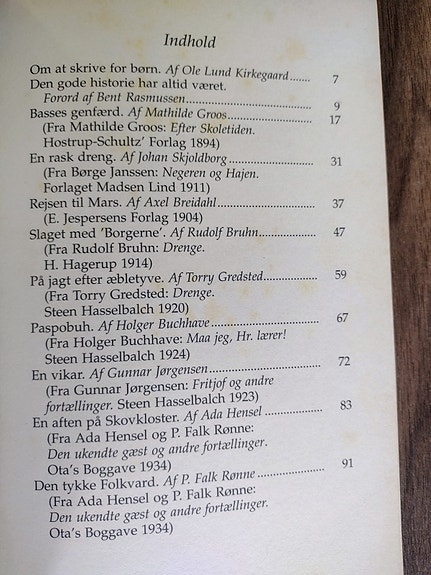 Indhold
Om at skrive for børn. Af Ole Lund Kirkegaard....... 7
Den gode historie har altid været.
Forord af Bent Rasmussen.................................. 9
Basses genfærd. Af Mathilde Groos........................ 17
(Fra Mathilde Groos: Efter Skoletiden.
Hostrup-Schultz' Forlag 1894)
En rask dreng. Af Johan Skjoldborg....................... 31
(Fra Børge Janssen: Negeren og Hajen.
Forlaget Madsen Lind 1911)
Rejsen til Mars. Af Axel Breidahl........................... 37
(E. Jespersens Forlag 1904)
Slaget med 'Borgerne'. Af Rudolf Bruhn.................. 47
(Fra Rudolf Bruhn: Drenge.
H. Hagerup 1914)
På jagt efter æbletyve. Af Torry Gredsted................. 59
(Fra Torry Gredsted: Drenge.
Steen Hasselbalch 1920)
Paspobuh. Af Holger Buchhave............................ 67
(Fra Holger Buchhave: Maa jeg, Hr. lærer!
Steen Hasselbalch 1924)
En vikar. Af Gunnar Jørgensen............................ 72
(Fra Gunnar Jørgensen: Fritjof og andre
fortællinger. Steen Hasselbalch 1923)
En aften på Skovkloster. Af Ada Hensel ................. 83
(Fra Ada Hensel og P. Falk Rønne:
Den ukendte gæst og andre fortællinger.
Ota's Boggave 1934)
Den tykke Folkvard. Af P. Falk Rønne ................... 91
(Fra Ada Hensel og P. Falk Rønne:
Den ukendte gæst og andre fortællinger.
Ota's Boggave 1934)